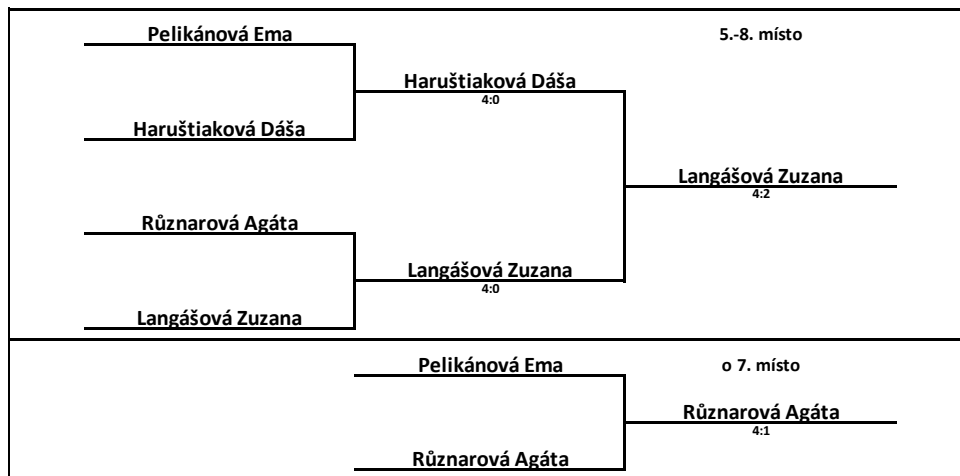 Pelikánová Ema
5.-8. místo
Haruštiaková Dáša
4:0
Haruštiaková Dáša
Langášová Zuzana
4:2
Různarová Agáta
Langášová Zuzana
4:0
Langášová Zuzana
Pelikánová Ema
o 7. místo
Různarová Agáta
4:1
Různarová Agáta